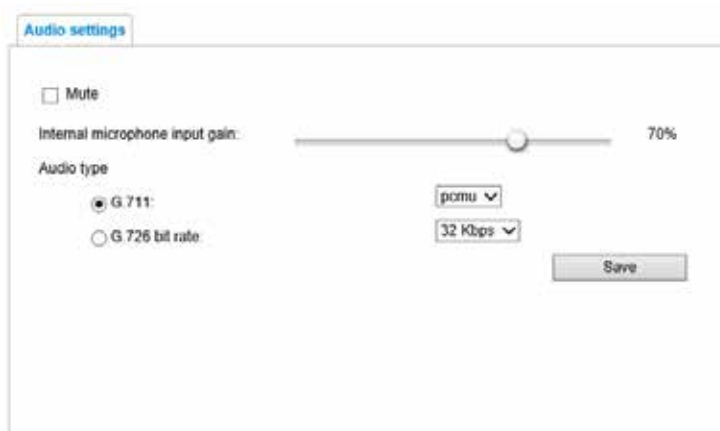 Audio settings
Mute
Internal microphone input gain: 70%
Audio type
G.711: pcmu
G.726 bit rate 32 Kbps
Save